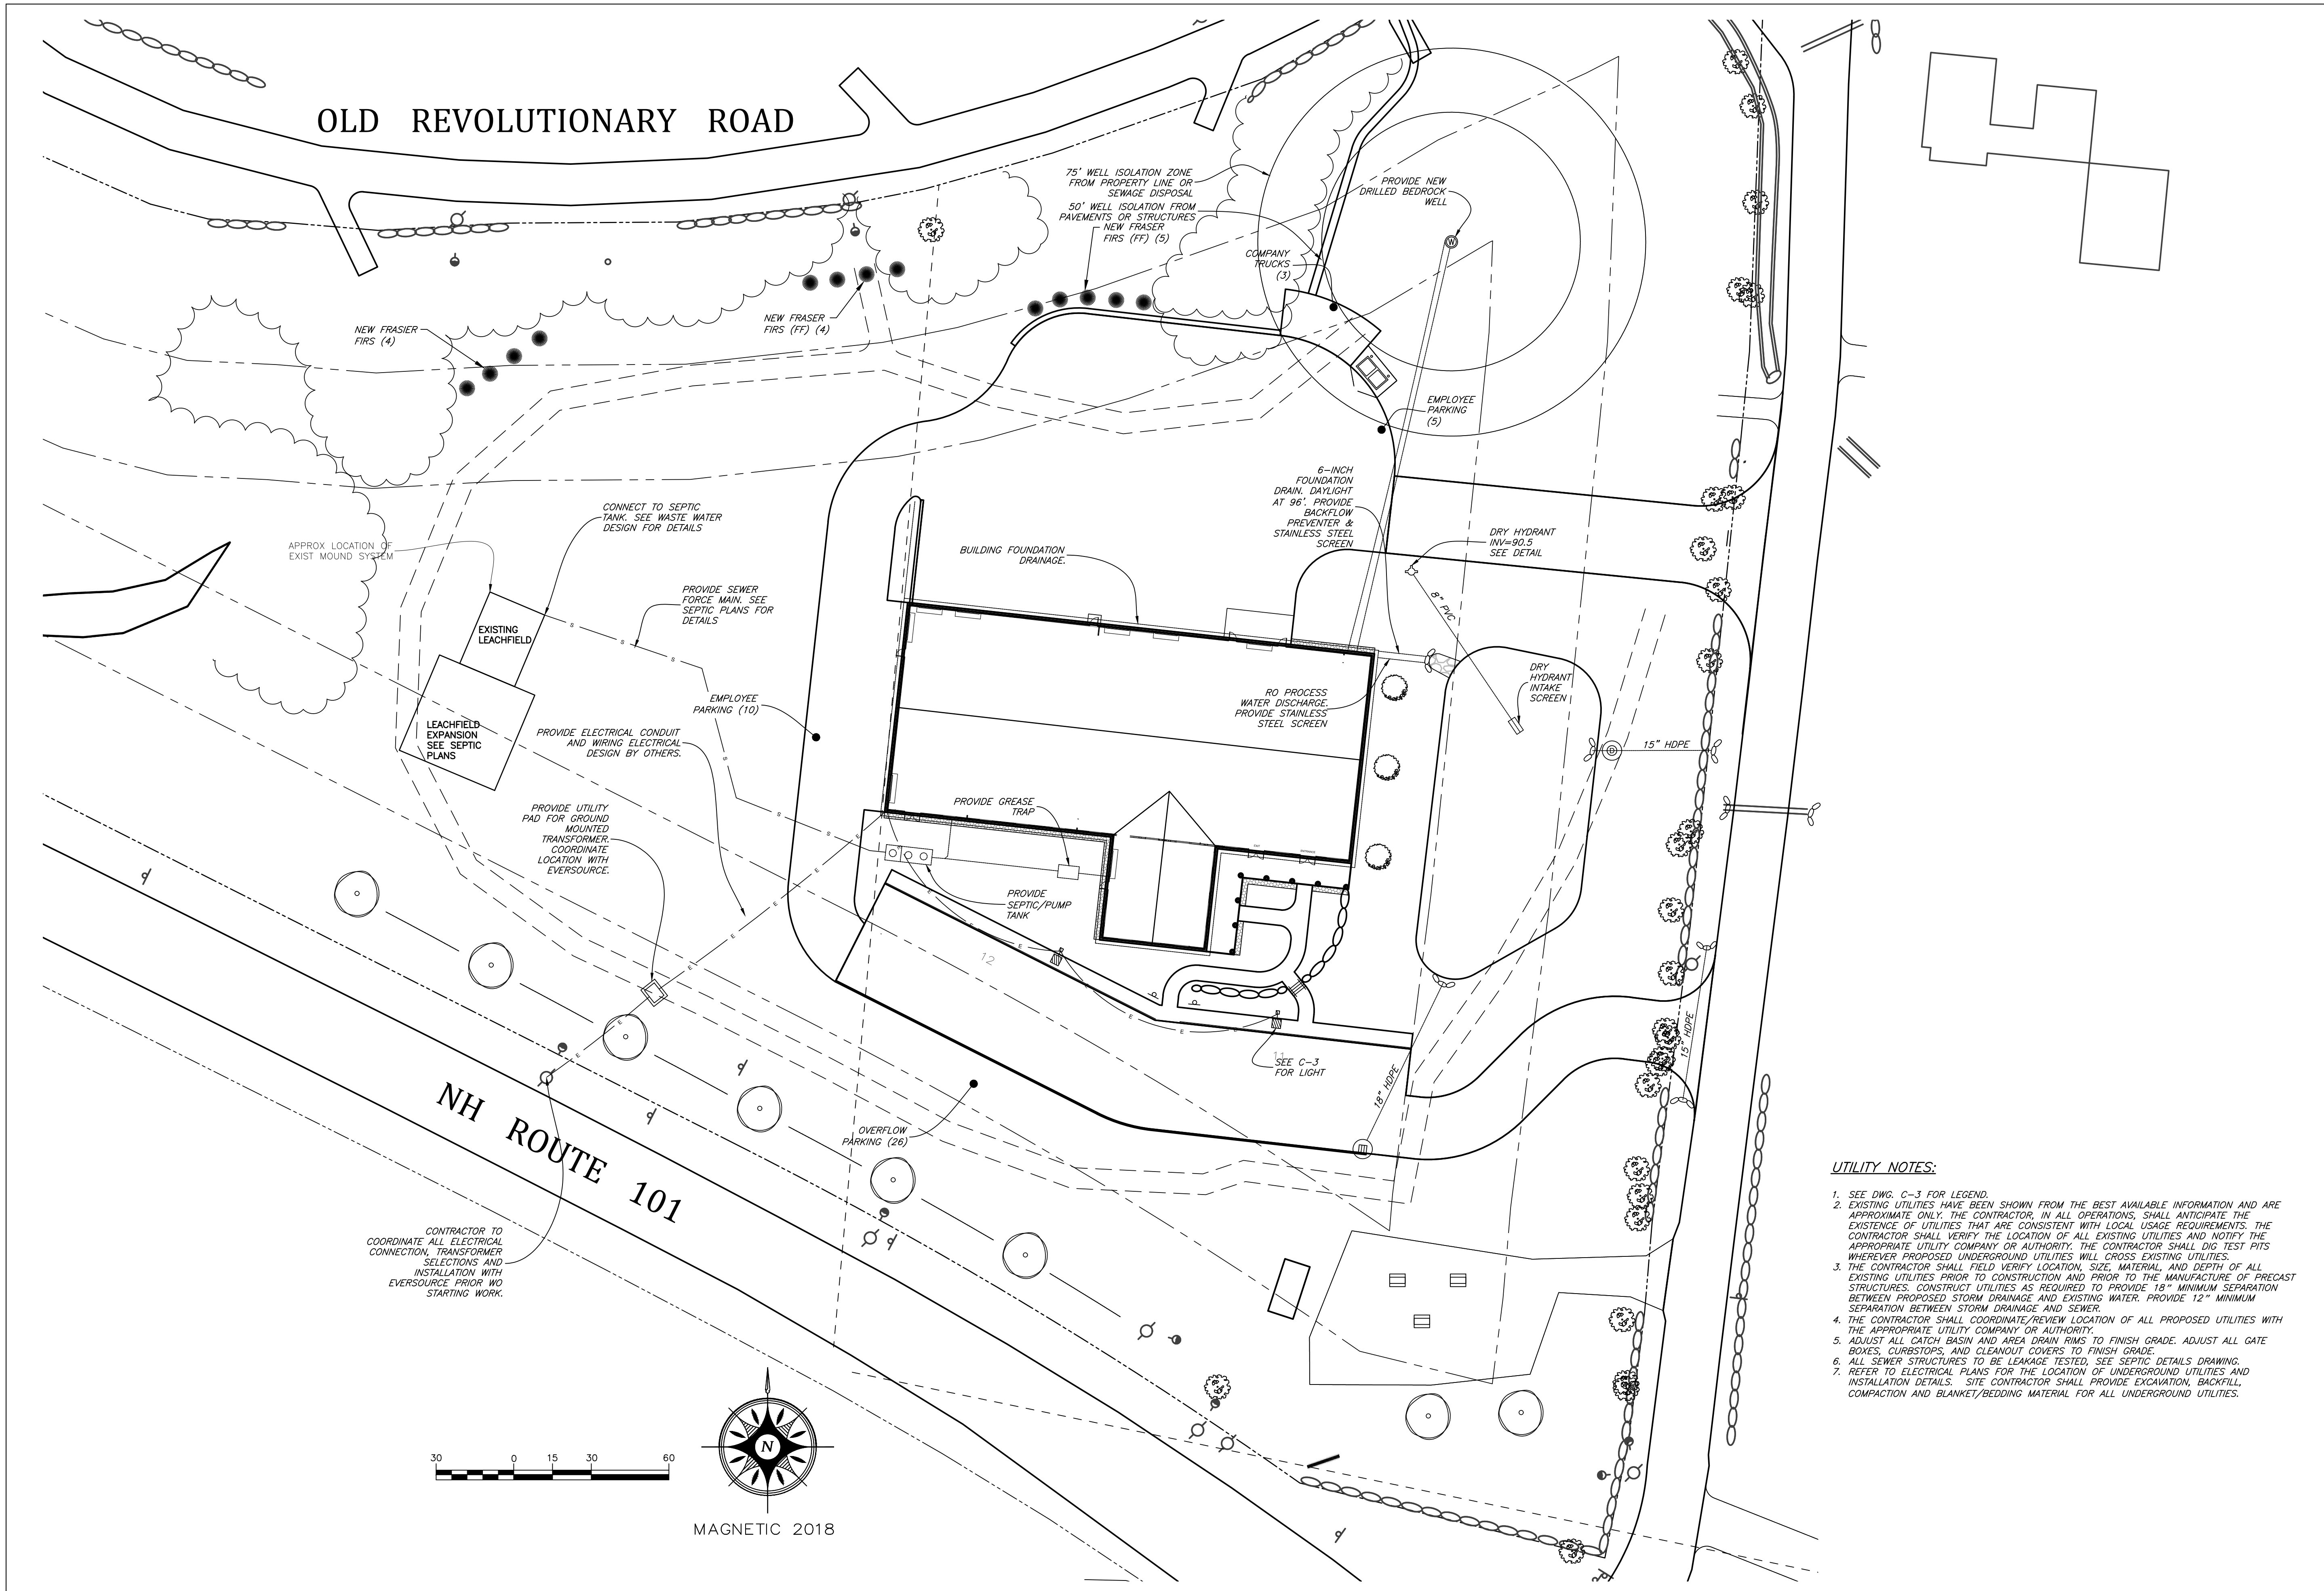 OLD REVOLUTIONARY ROAD
75' WELL ISOLATION ZONE
FROM PROPERTY LINE OR
SEWAGE DISPOSAL
50' WELL ISOLATION FROM
PAVEMENTS OR STRUCTURES
NEW FRASER
FIRS (FF) (5)
PROVIDE NEW
DRILLED BEDROCK
WELL
W
COMPANY
TRUCKS
(3)
NEW FRASIER
FIRS (4)
NEW FRASER
FIRS (FF) (4)
EMPLOYEE
PARKING
(5)
6-INCH
FOUNDATION
DRAIN. DAYLIGHT
AT 96'. PROVIDE
BACKFLOW
PREVENTER &
STAINLESS STEEL
SCREEN
CONNECT TO SEPTIC
TANK. SEE WASTE WATER
DESIGN FOR DETAILS
APPROX LOCATION OF
EXIST MOUND SYSTEM
BUILDING FOUNDATION
DRAINAGE.
DRY HYDRANT
INV=90.5
SEE DETAIL
8" PVC
PROVIDE SEWER
FORCE MAIN. SEE
SEPTIC PLANS FOR
DETAILS
EXISTING
LEACHFIELD
LEACHFIELD
EXPANSION
SEE SEPTIC
PLANS
EMPLOYEE
PARKING (10)
RO PROCESS
WATER DISCHARGE.
PROVIDE STAINLESS
STEEL SCREEN
DRY
HYDRANT
INTAKE
SCREEN
D
15" HDPE
PROVIDE ELECTRICAL CONDUIT
AND WIRING ELECTRICAL
DESIGN BY OTHERS.
PROVIDE UTILITY
PAD FOR GROUND
MOUNTED
TRANSFORMER.
COORDINATE
LOCATION WITH
EVERSOURCE.
PROVIDE GREASE
TRAP
PROVIDE
SEPTIC/PUMP
TANK
12
11
SEE C-3
FOR LIGHT
18" HDPE
15" HDPE
OVERFLOW
PARKING (26)
NH ROUTE 101
CONTRACTOR TO
COORDINATE ALL ELECTRICAL
CONNECTION, TRANSFORMER
SELECTIONS AND
INSTALLATION WITH
EVERSOURCE PRIOR WO
STARTING WORK.
30 0 15 30 60
N
MAGNETIC 2018
UTILITY NOTES:
1. SEE DWG. C-3 FOR LEGEND.
2. EXISTING UTILITIES HAVE BEEN SHOWN FROM THE BEST AVAILABLE INFORMATION AND ARE
APPROXIMATE ONLY. THE CONTRACTOR, IN ALL OPERATIONS, SHALL ANTICIPATE THE
EXISTENCE OF UTILITIES THAT ARE CONSISTENT WITH LOCAL USAGE REQUIREMENTS. THE
CONTRACTOR SHALL VERIFY THE LOCATION OF ALL EXISTING UTILITIES AND NOTIFY THE
APPROPRIATE UTILITY COMPANY OR AUTHORITY. THE CONTRACTOR SHALL DIG TEST PITS
WHEREVER PROPOSED UNDERGROUND UTILITIES WILL CROSS EXISTING UTILITIES.
3. THE CONTRACTOR SHALL FIELD VERIFY LOCATION, SIZE, MATERIAL, AND DEPTH OF ALL
EXISTING UTILITIES PRIOR TO CONSTRUCTION AND PRIOR TO THE MANUFACTURE OF PRECAST
STRUCTURES. CONSTRUCT UTILITIES AS REQUIRED TO PROVIDE 18" MINIMUM SEPARATION
BETWEEN PROPOSED STORM DRAINAGE AND EXISTING WATER. PROVIDE 12" MINIMUM
SEPARATION BETWEEN STORM DRAINAGE AND SEWER.
4. THE CONTRACTOR SHALL COORDINATE/REVIEW LOCATION OF ALL PROPOSED UTILITIES WITH
THE APPROPRIATE UTILITY COMPANY OR AUTHORITY.
5. ADJUST ALL CATCH BASIN AND AREA DRAIN RIMS TO FINISH GRADE. ADJUST ALL GATE
BOXES, CURBSTOPS, AND CLEANOUT COVERS TO FINISH GRADE.
6. ALL SEWER STRUCTURES TO BE LEAKAGE TESTED, SEE SEPTIC DETAILS DRAWING.
7. REFER TO ELECTRICAL PLANS FOR THE LOCATION OF UNDERGROUND UTILITIES AND
INSTALLATION DETAILS. SITE CONTRACTOR SHALL PROVIDE EXCAVATION, BACKFILL,
COMPACTION AND BLANKET/BEDDING MATERIAL FOR ALL UNDERGROUND UTILITIES.